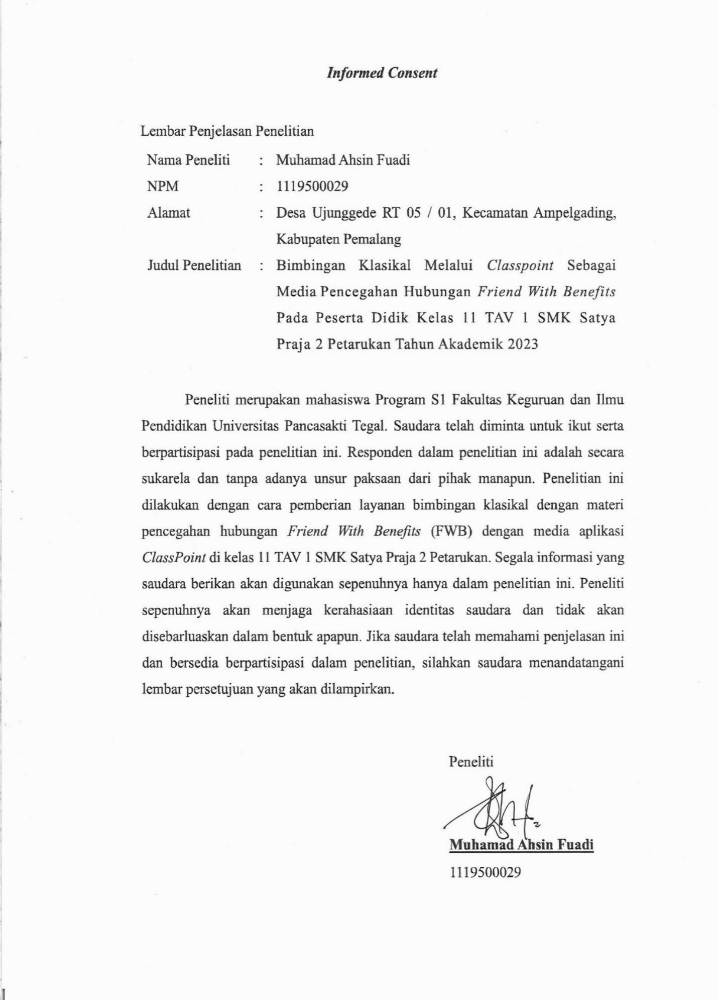 Informed Consent
Lembar Penjelasan Penelitian
Nama Peneliti : Muhamad Ahsin Fuadi
NPM : 1119500029
Alamat : Desa Ujunggede RT 05 / 01, Kecamatan Ampelgading,
Kabupaten Pemalang
Judul Penelitian : Bimbingan Klasikal Melalui Classpoint Sebagai
Media Pencegahan Hubungan Friend With Benefits
Pada Peserta Didik Kelas 11 TAV 1 SMK Satya
Praja 2 Petarukan Tahun Akademik 2023
Peneliti merupakan mahasiswa Program S1 Fakultas Keguruan dan Ilmu
Pendidikan Universitas Pancasakti Tegal. Saudara telah diminta untuk ikut serta
berpartisipasi pada penelitian ini. Responden dalam penelitian ini adalah secara
sukarela dan tanpa adanya unsur paksaan dari pihak manapun. Penelitian ini
dilakukan dengan cara pemberian layanan bimbingan klasikal dengan materi
pencegahan hubungan Friend With Benefits (FWB) dengan media aplikasi
ClassPoint di kelas 11 TAV 1 SMK Satya Praja 2 Petarukan. Segala informasi yang
saudara berikan akan digunakan sepenuhnya hanya dalam penelitian ini. Peneliti
sepenuhnya akan menjaga kerahasiaan identitas saudara dan tidak akan
disebarluaskan dalam bentuk apapun. Jika saudara telah memahami penjelasan ini
dan bersedia berpartisipasi dalam penelitian, silahkan saudara menandatangani
lembar persetujuan yang akan dilampirkan.
Peneliti
Muhamad Ahsin Fuadi
1119500029